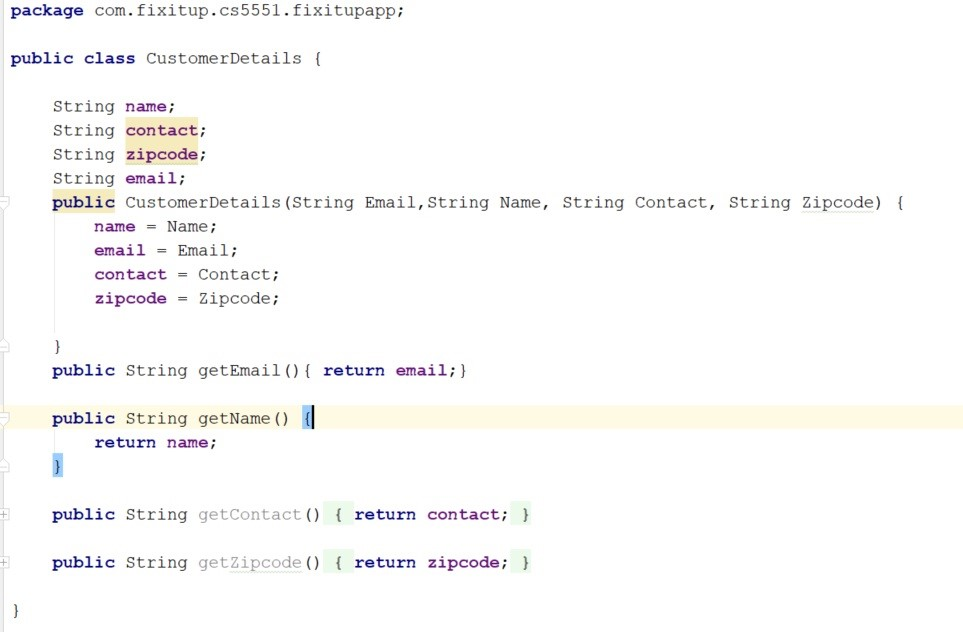 package com.fixitup.cs5551.fixitupapp;
public class CustomerDetails {
String name;
String contact;
String zipcode;
String email;
public CustomerDetails(String Email,String Name, String Contact, String Zipcode) {
name = Name;
email = Email;
contact = Contact;
zipcode = Zipcode;
}
public String getEmail(){ return email;}
public String getName() {
return name;
}
public String getContact() { return contact; }
public String getZipcode() { return zipcode; }
}